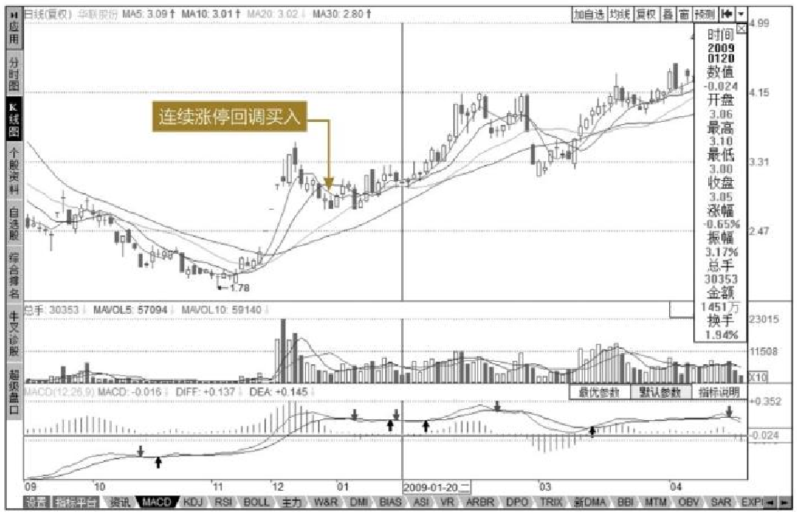 日线(复权) 华联股份 MA5: 3.09↑ MA10: 3.01↑ MA20: 3.02↓ MA30: 2.80↑
加自选 均线 复权 叠 窗 预测
应用
分时图
K线图
个股资料
自选股
综合排名
牛叉诊股
超级盘口
连续涨停回调买入
1.78
4.99
4.15
3.31
2.47
时间
2009
0120
数值
-0.024
开盘
3.06
最高
3.10
最低
3.00
收盘
3.05
涨幅
-0.65%
振幅
3.17%
总手
30353
金额
1451万
换手
1.94%
总手: 30353↓ MAVOL5: 57094↓ MAVOL10: 59140↓
23015
11508
X10
MACD(12,26,9) MACD: -0.016↓ DIFF: +0.137↓ DEA: +0.145↓
最优参数 默认参数 指标说明
+0.352
-0.024
-0.436
09 10 11 12 01 2009-01-20,二 03 04
设置 指标平台 资讯 MACD KDJ RSI BOLL 主力 W&R DMI BIAS ASI VR ARBR DPO TRIX 新DMA BBI MTM OBV SAR EXP